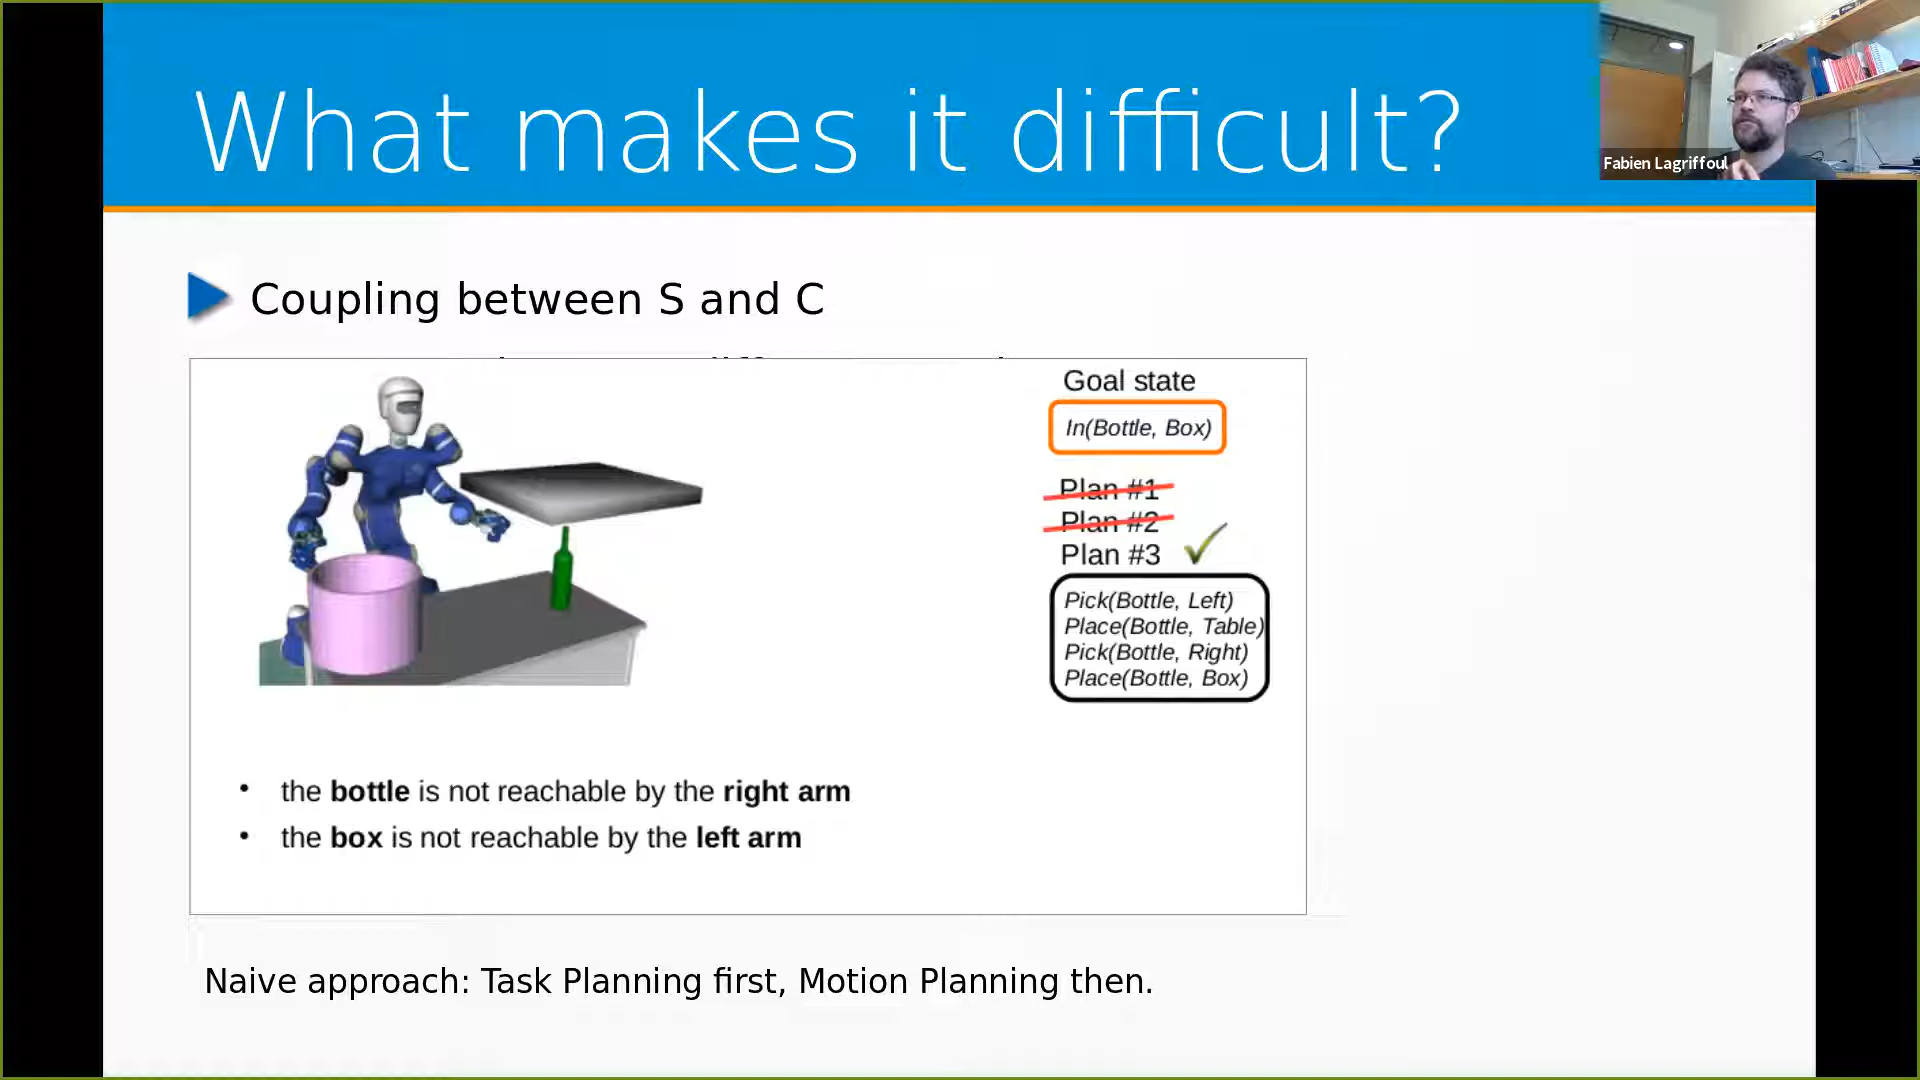 What makes it difficult?
Fabien Lagriffoul
Coupling between S and C
Goal state
In(Bottle, Box)
Plan #1
Plan #2
Plan #3
Pick(Bottle, Left)
Place(Bottle, Table)
Pick(Bottle, Right)
Place(Bottle, Box)
• the bottle is not reachable by the right arm
• the box is not reachable by the left arm
Naive approach: Task Planning first, Motion Planning then.